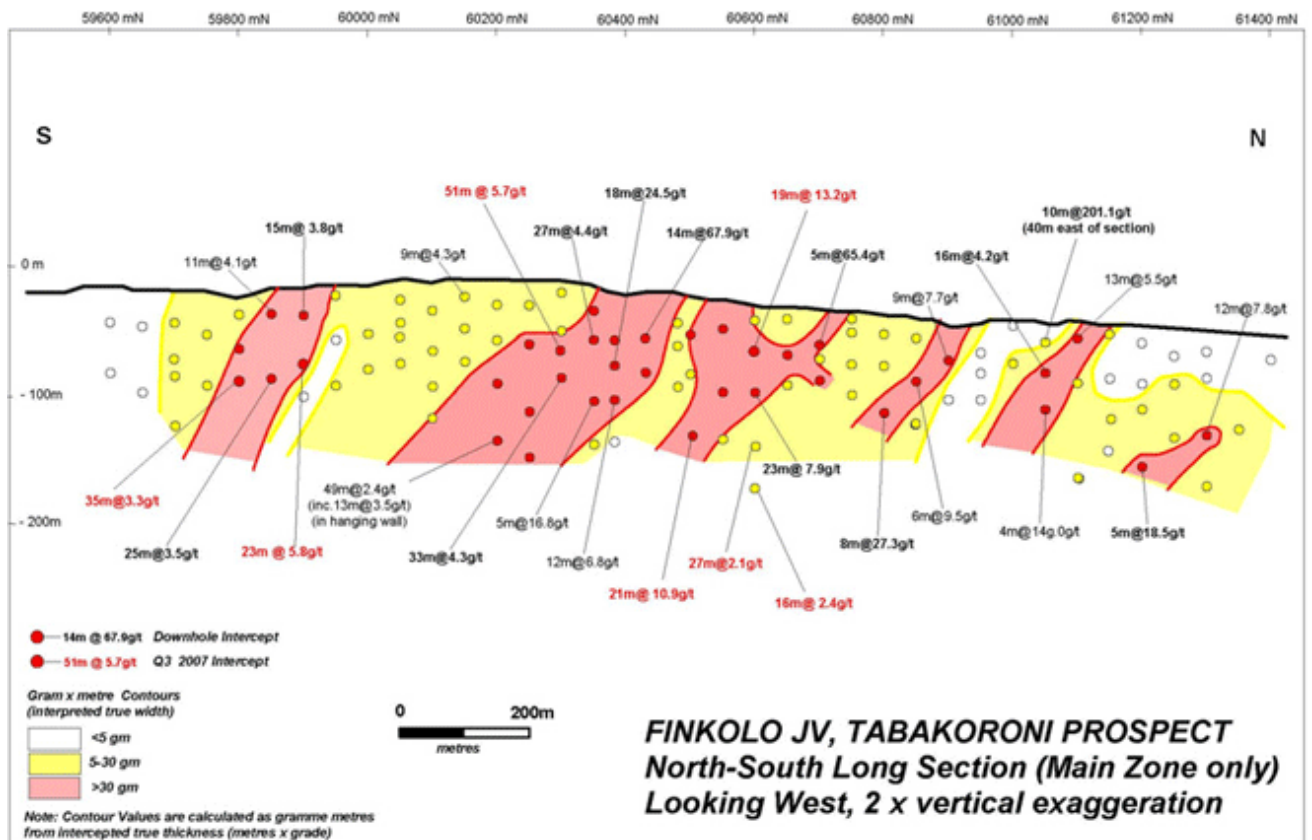 59600 mN 59800 mN 60000 mN 60200 mN 60400 mN 60600 mN 60800 mN 61000 mN 61200 mN 61400 mN
S
N
51m @ 5.7g/t
18m@24.5g/t
19m @ 13.2g/t
15m@ 3.8g/t
27m@4.4g/t
14m@67.9g/t
10m@201.1g/t
(40m east of section)
11m@4.1g/t
9m@4.3g/t
5m@65.4g/t
16m@4.2g/t
13m@5.5g/t
0 m
9m@7.7g/t
12m@7.8g/t
- 100m
- 200m
35m@3.3g/t
25m@3.5g/t
23m @ 5.8g/t
49m@2.4g/t
(inc.13m@3.5g/t)
(in hanging wall)
33m@4.3g/t
5m@16.8g/t
12m@6.8g/t
21m@ 10.9g/t
27m@2.1g/t
23m@ 7.9g/t
16m@ 2.4g/t
8m@27.3g/t
6m@9.5g/t
4m@14g.0g/t
5m@18.5g/t
14m @ 67.9g/t Downhole Intercept
51m @ 5.7g/t Q3 2007 Intercept
Gram x metre Contours
(interpreted true width)
<5 gm
5-30 gm
>30 gm
Note: Contour Values are calculated as gramme metres
from intercepted true thickness (metres x grade)
0 200m
metres
FINKOLO JV, TABAKORONI PROSPECT
North-South Long Section (Main Zone only)
Looking West, 2 x vertical exaggeration